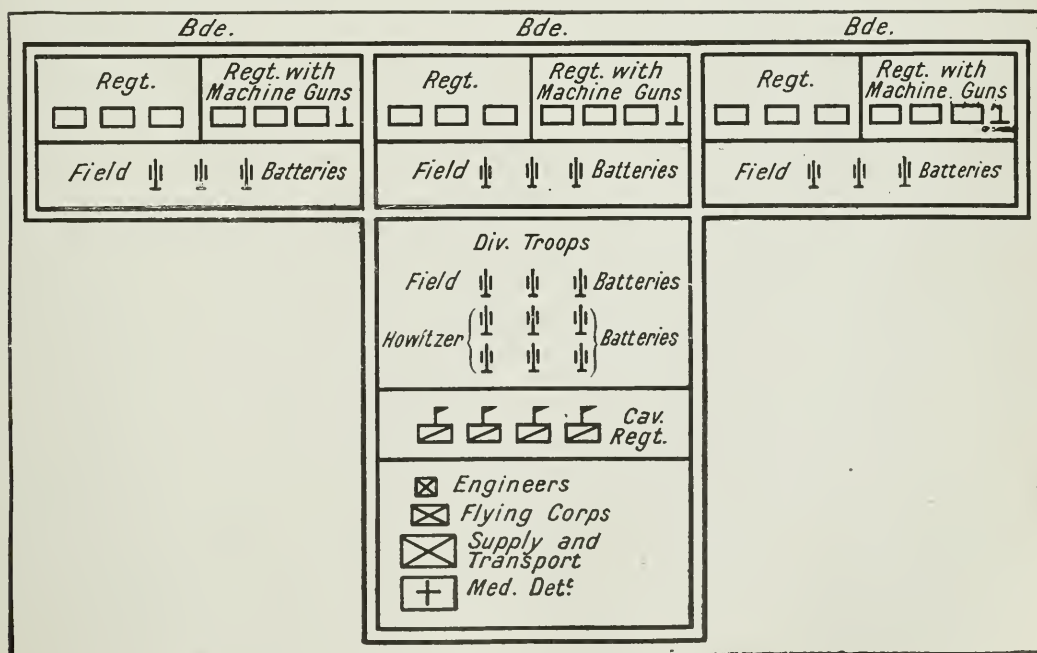 Bde. Bde. Bde.
Regt.
Regt. with
Machine Guns
Regt.
Regt. with
Machine Guns
Regt.
Regt. with
Machine. Guns
Field Batteries
Field Batteries
Field Batteries
Div. Troops
Field Batteries
Howitzer Batteries
Cav.
Regt.
Engineers
Flying Corps
Supply and
Transport
Med. Dett.